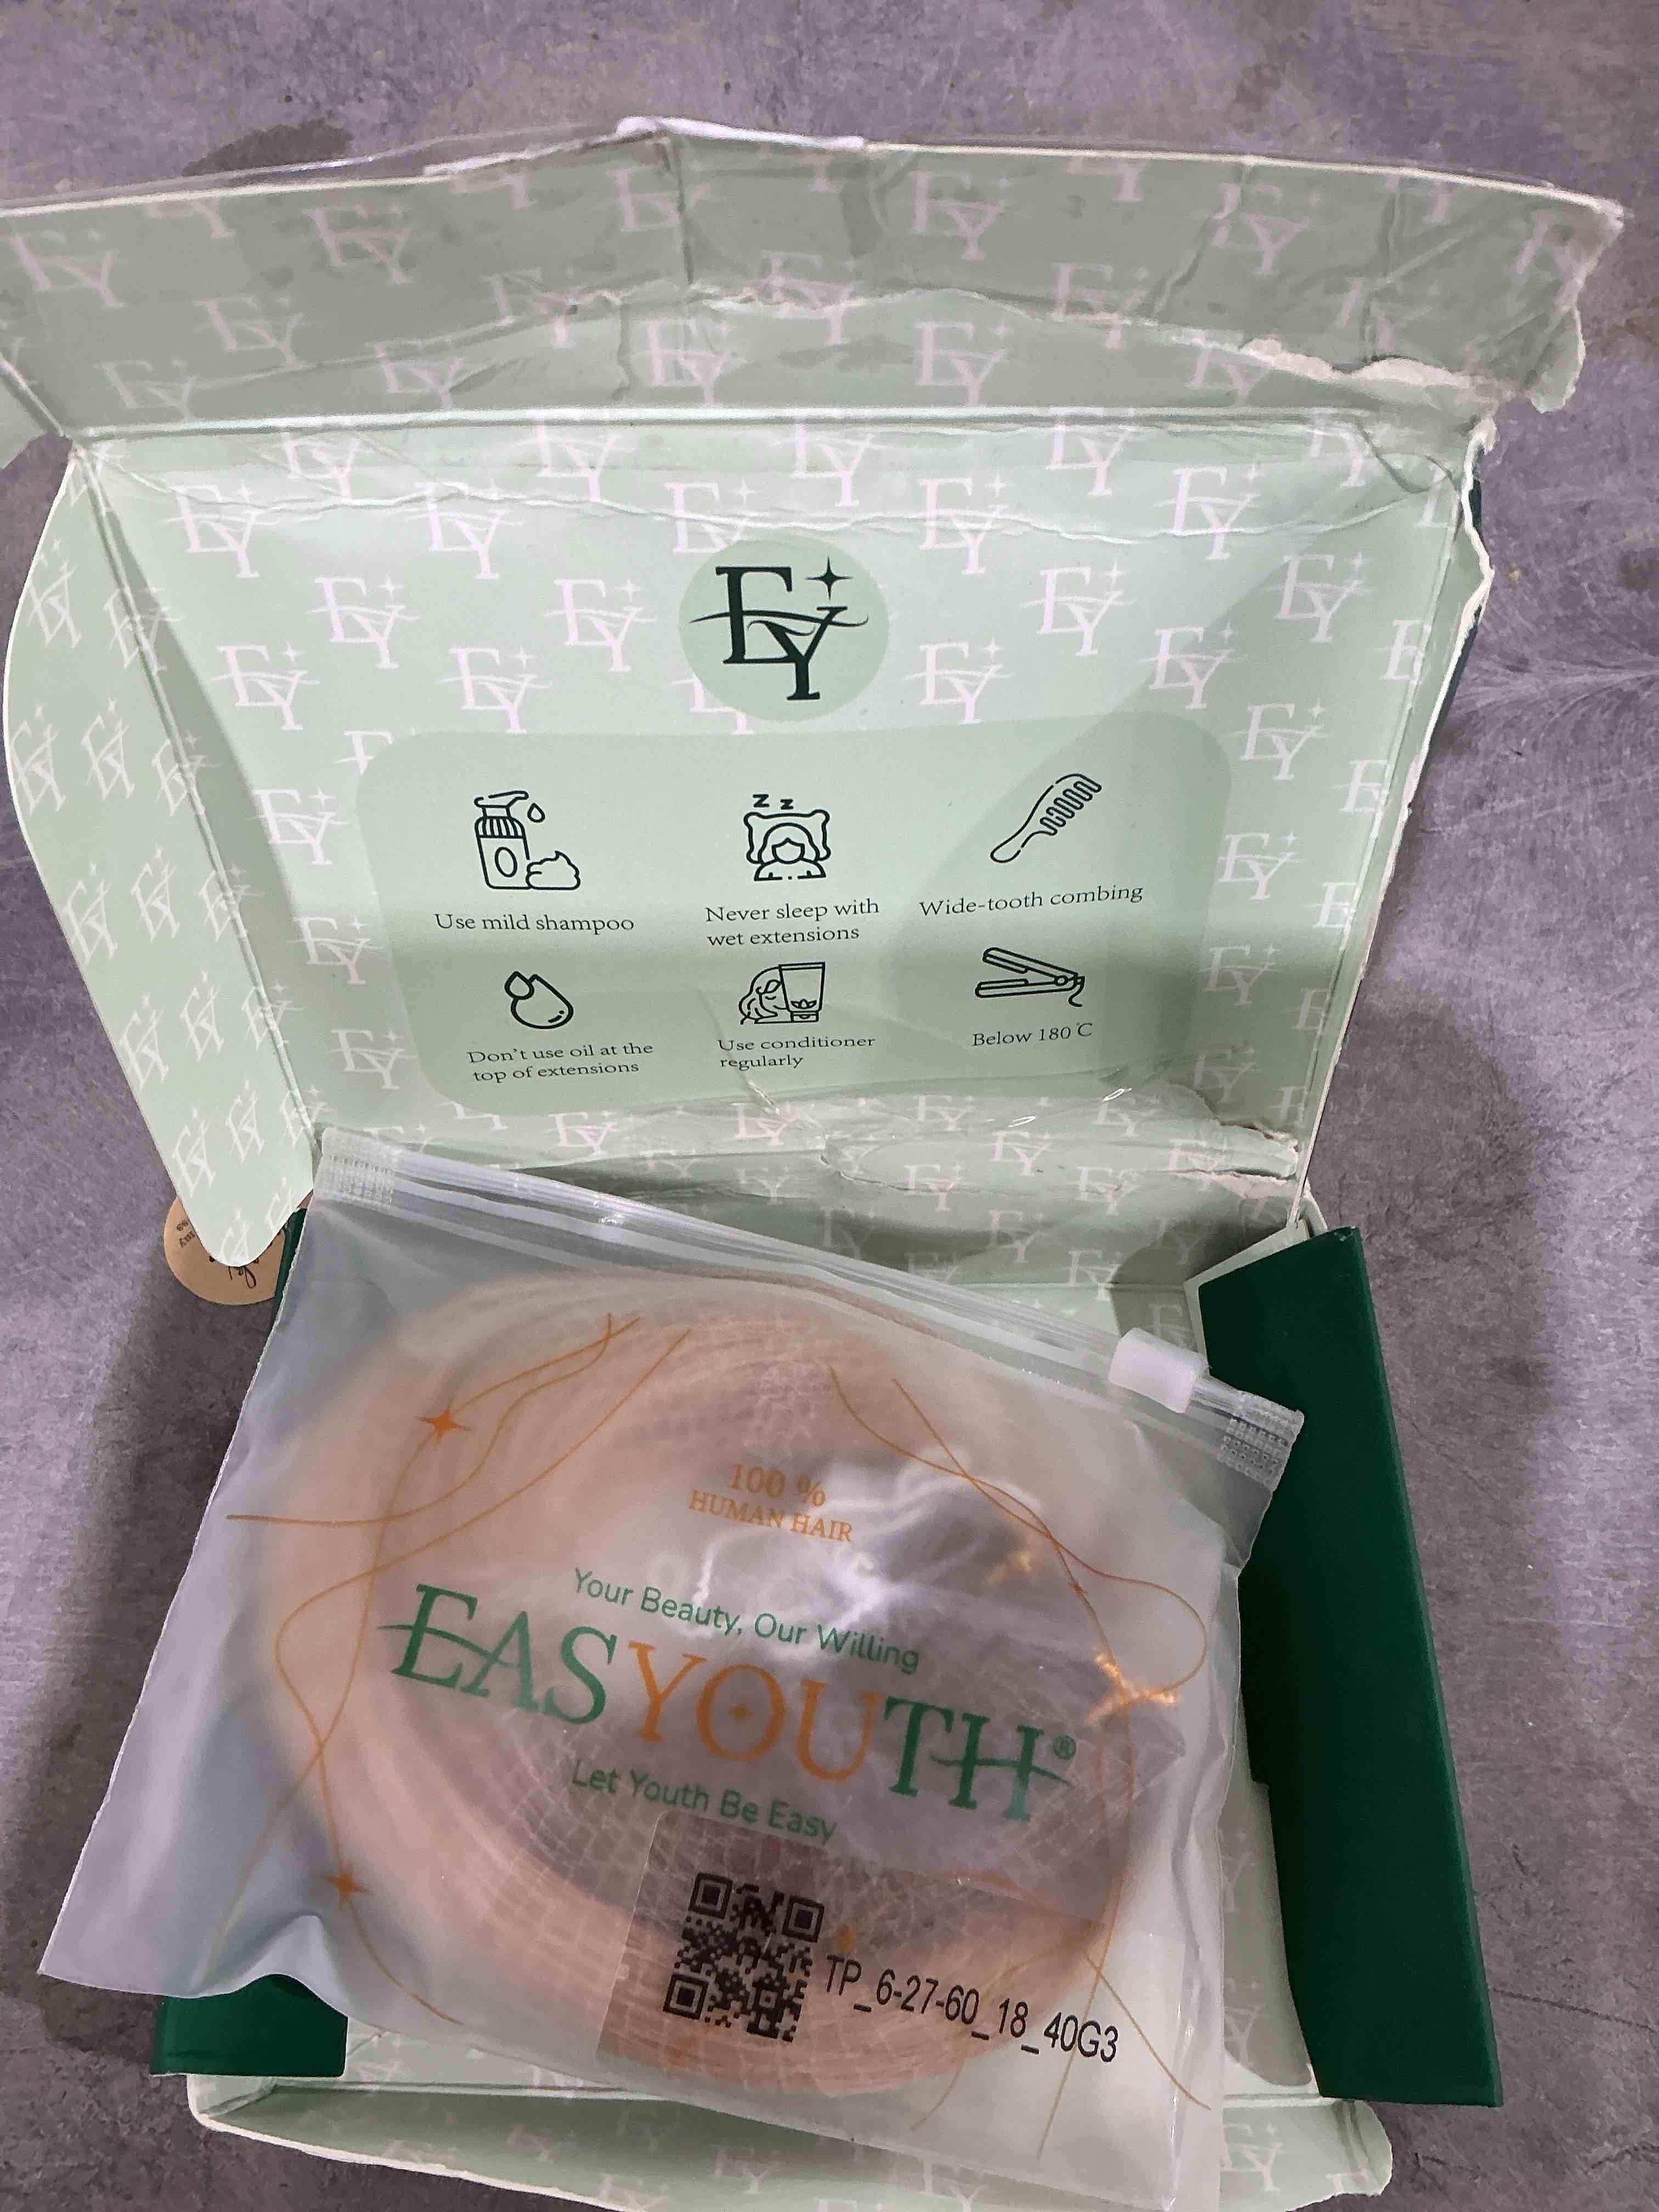 EY
Use mild shampoo
Never sleep with
wet extensions
Wide-tooth combing
Don't use oil at the
top of extensions
Use conditioner
regularly
Below 180℃
100 %
HUMAN HAIR
Your Beauty, Our Willing
EASYOUTH®
Let Youth Be Easy
TP_6-27-60_18_40G3